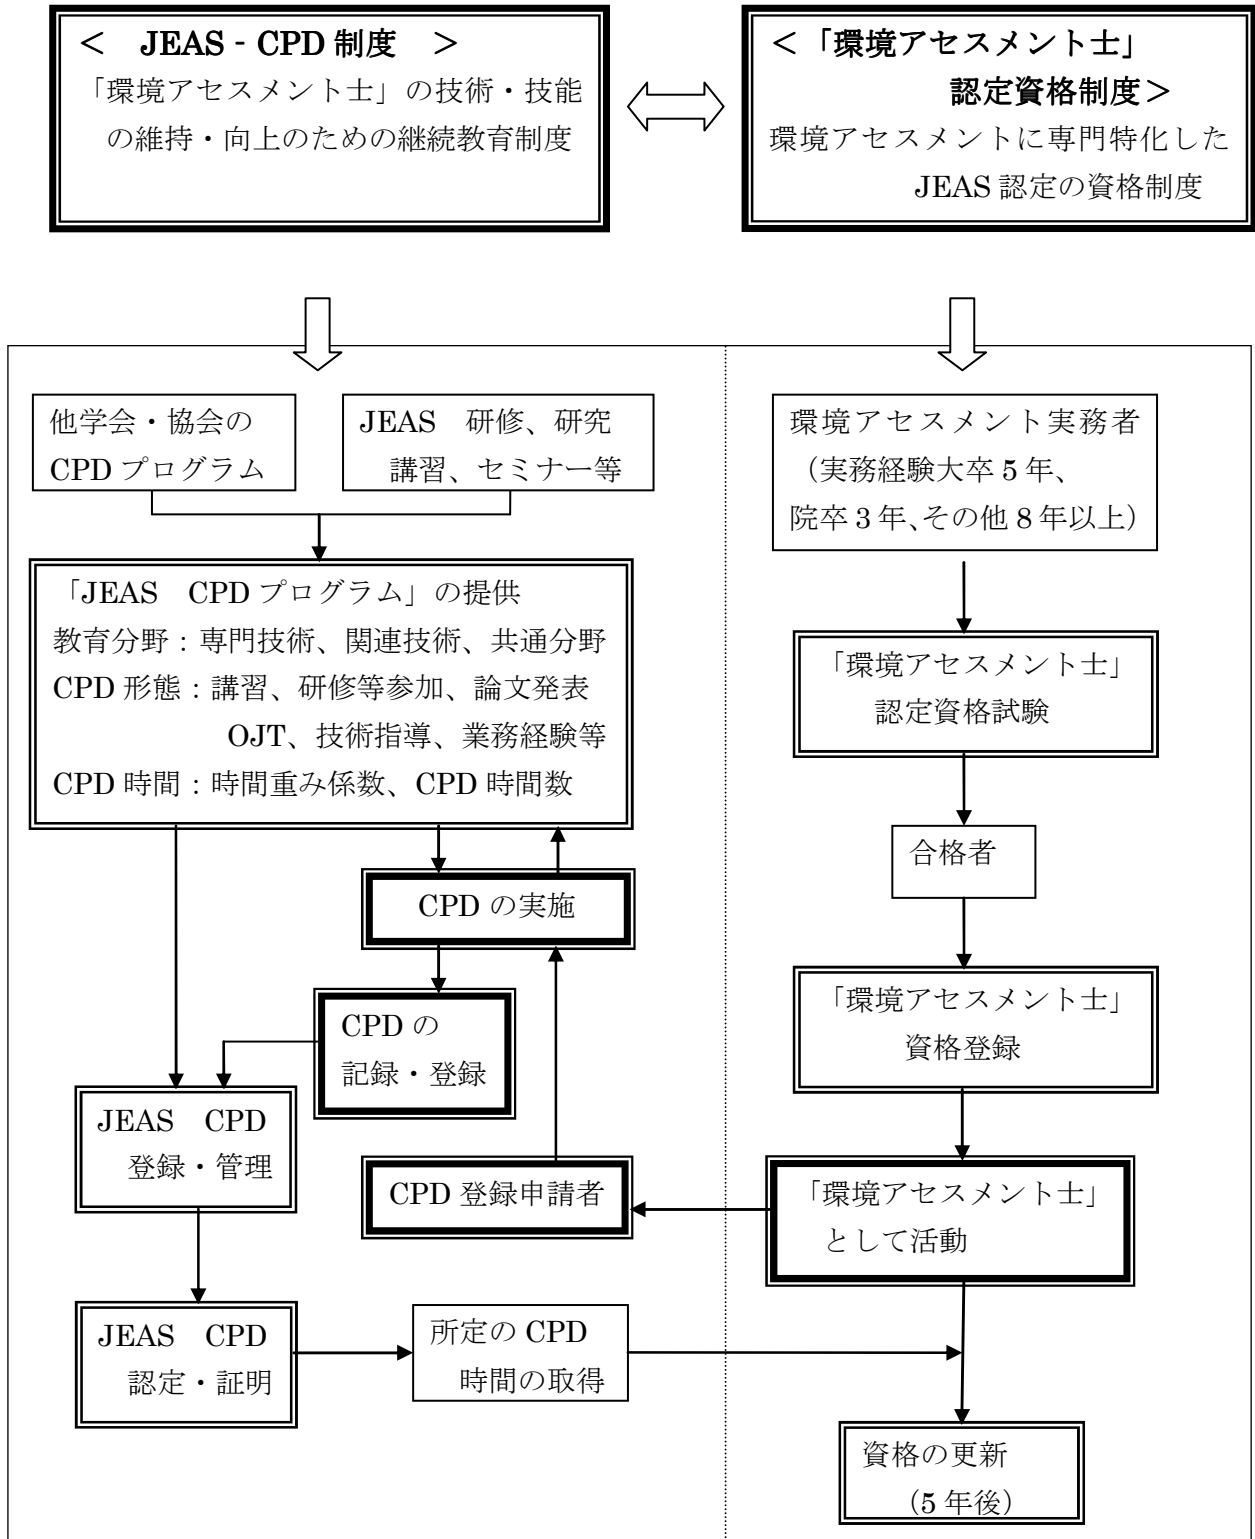 ＜ JEAS‐CPD 制度 ＞
「環境アセスメント士」の技術・技能
の維持・向上のための継続教育制度
＜「環境アセスメント士」
認定資格制度＞
環境アセスメントに専門特化した
JEAS 認定の資格制度
他学会・協会の
CPD プログラム
JEAS 研修、研究
講習、セミナー等
「JEAS CPD プログラム」の提供
教育分野：専門技術、関連技術、共通分野
CPD 形態：講習、研修等参加、論文発表
OJT、技術指導、業務経験等
CPD 時間：時間重み係数、CPD 時間数
CPD の実施
CPD の
記録・登録
JEAS CPD
登録・管理
CPD 登録申請者
JEAS CPD
認定・証明
所定の CPD
時間の取得
環境アセスメント実務者
（実務経験大卒 5 年、
院卒 3 年、その他 8 年以上）
「環境アセスメント士」
認定資格試験
合格者
「環境アセスメント士」
資格登録
「環境アセスメント士」
として活動
資格の更新
（5 年後）